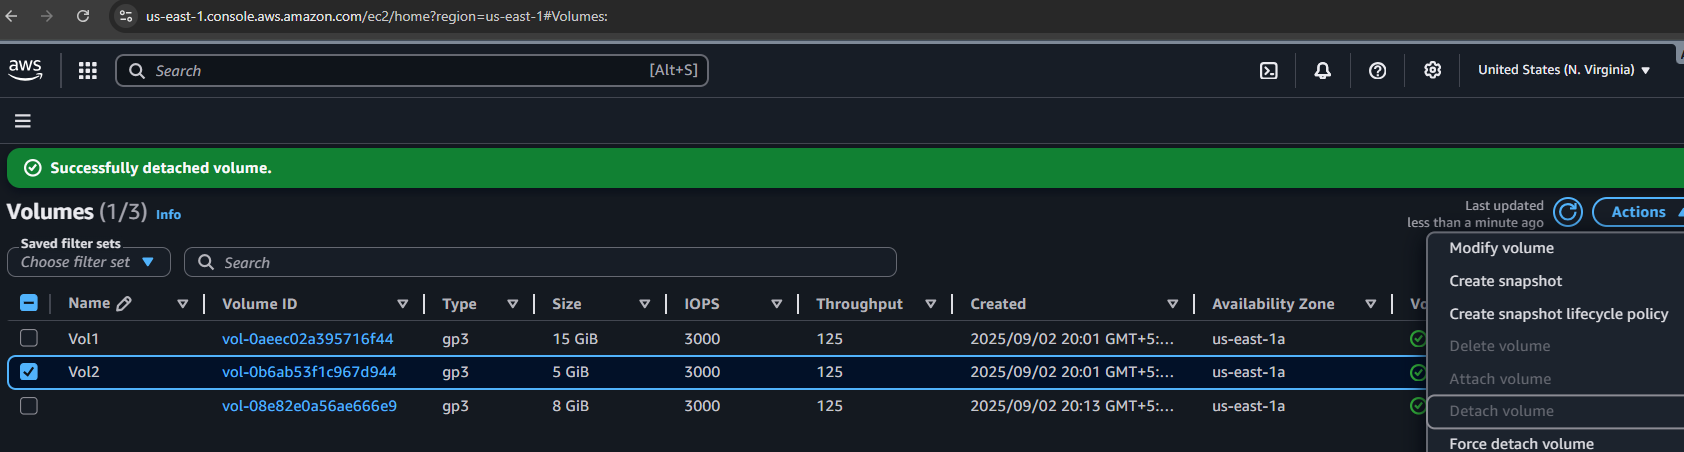 us-east-1.console.aws.amazon.com/ec2/home?region=us-east-1#Volumes:
aws
Search [Alt+S]
United States (N. Virginia)
Successfully detached volume.
Volumes (1/3) Info
Last updated
less than a minute ago
Actions
Saved filter sets
Choose filter set
Search
Name Volume ID Type Size IOPS Throughput Created Availability Zone
Vol1 vol-0aeec02a395716f44 gp3 15 GiB 3000 125 2025/09/02 20:01 GMT+5:... us-east-1a
Vol2 vol-0b6ab53f1c967d944 gp3 5 GiB 3000 125 2025/09/02 20:01 GMT+5:... us-east-1a
vol-08e82e0a56ae666e9 gp3 8 GiB 3000 125 2025/09/02 20:13 GMT+5:... us-east-1a
Modify volume
Create snapshot
Create snapshot lifecycle policy
Delete volume
Attach volume
Detach volume
Force detach volume